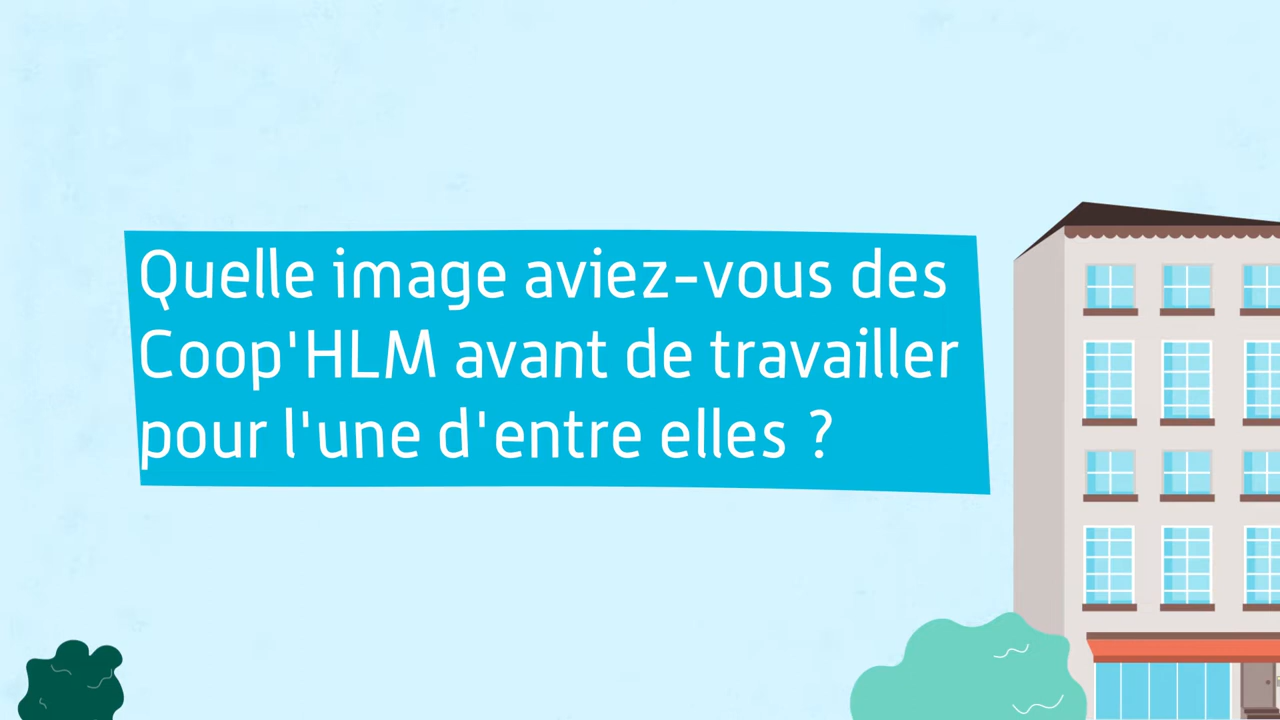 Quelle image aviez-vous des
Coop'HLM avant de travailler
pour l'une d'entre elles ?